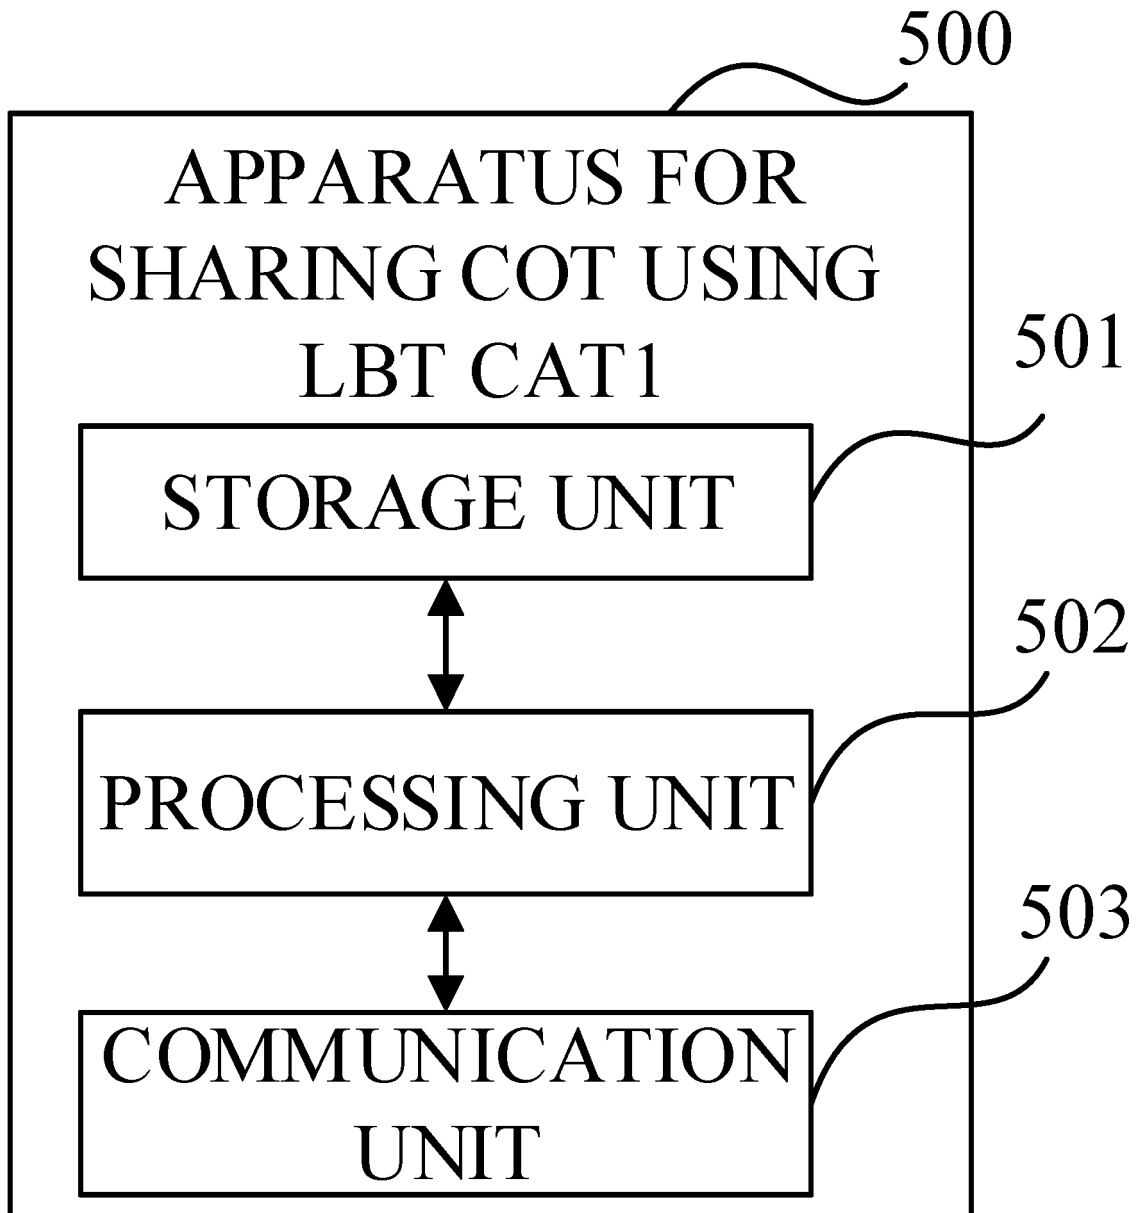 500
APPARATUS FOR
SHARING COT USING
LBT CAT1
501
STORAGE UNIT
502
PROCESSING UNIT
503
COMMUNICATION
UNIT